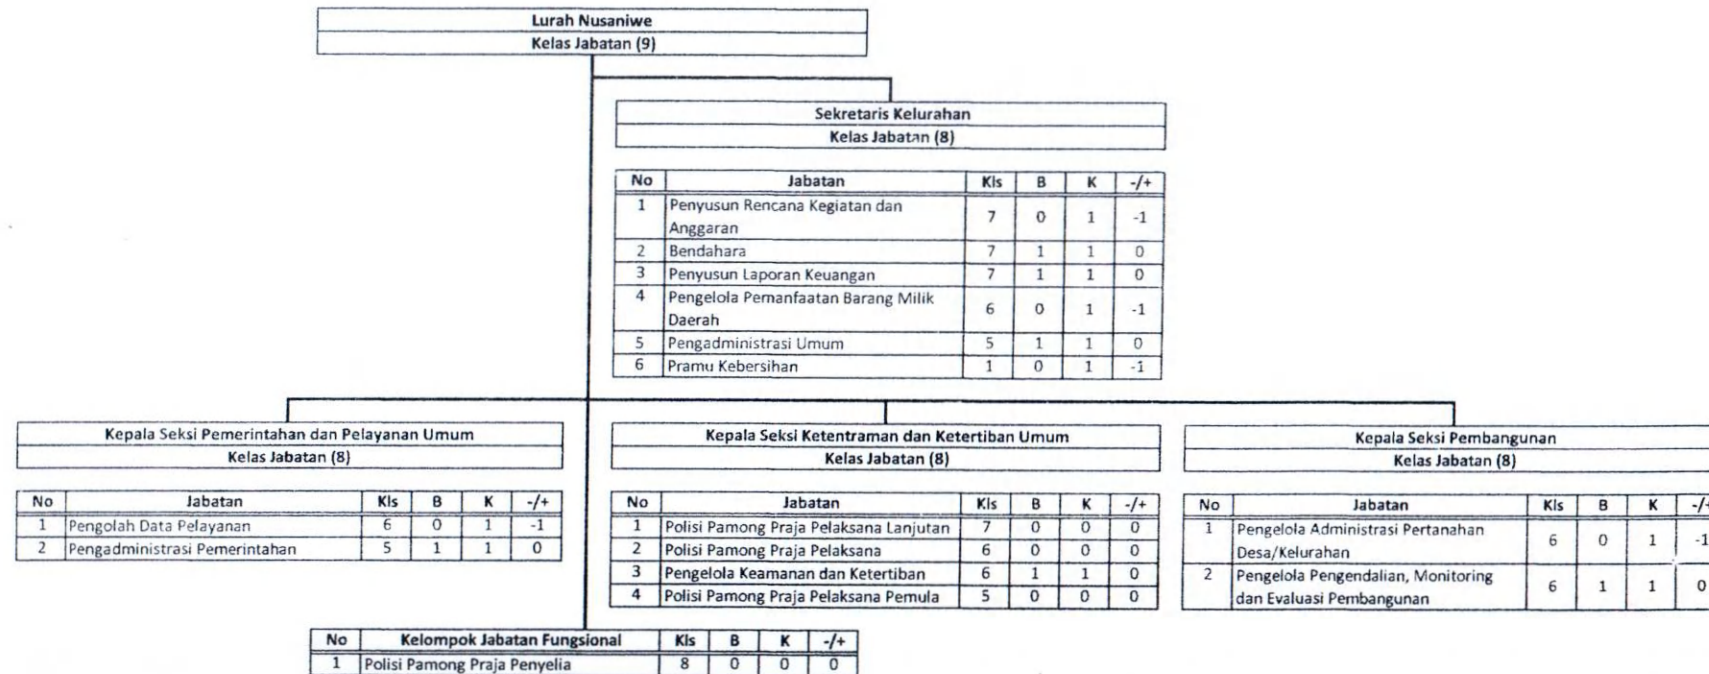 Lurah Nusaniwe
Kelas Jabatan (9)
Sekretaris Kelurahan
Kelas Jabatan (8)
No Jabatan Kls B K -/+
1 Penyusun Rencana Kegiatan dan
Anggaran 7 0 1 -1
2 Bendahara 7 1 1 0
3 Penyusun Laporan Keuangan 7 1 1 0
4 Pengelola Pemanfaatan Barang Milik
Daerah 6 0 1 -1
5 Pengadministrasi Umum 5 1 1 0
6 Pramu Kebersihan 1 0 1 -1
Kepala Seksi Pemerintahan dan Pelayanan Umum
Kelas Jabatan (8)
No Jabatan Kls B K -/+
1 Pengolah Data Pelayanan 6 0 1 -1
2 Pengadministrasi Pemerintahan 5 1 1 0
Kepala Seksi Ketentraman dan Ketertiban Umum
Kelas Jabatan (8)
No Jabatan Kls B K -/+
1 Polisi Pamong Praja Pelaksana Lanjutan 7 0 0 0
2 Polisi Pamong Praja Pelaksana 6 0 0 0
3 Pengelola Keamanan dan Ketertiban 6 1 1 0
4 Polisi Pamong Praja Pelaksana Pemula 5 0 0 0
Kepala Seksi Pembangunan
Kelas Jabatan (8)
No Jabatan Kls B K -/+
1 Pengelola Administrasi Pertanahan
Desa/Kelurahan 6 0 1 -1
2 Pengelola Pengendalian, Monitoring
dan Evaluasi Pembangunan 6 1 1 0
No Kelompok Jabatan Fungsional Kls B K -/+
1 Polisi Pamong Praja Penyelia 8 0 0 0